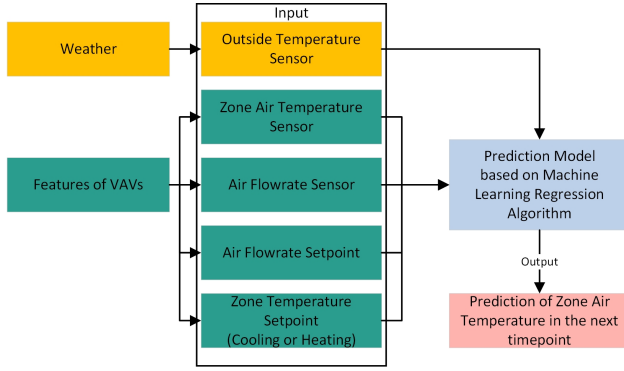 Input
Weather
Outside Temperature
Sensor
Zone Air Temperature
Sensor
Features of VAVs
Air Flowrate Sensor
Prediction Model
based on Machine
Learning Regression
Algorithm
Air Flowrate Setpoint
Output
Zone Temperature
Setpoint
(Cooling or Heating)
Prediction of Zone Air
Temperature in the next
timepoint